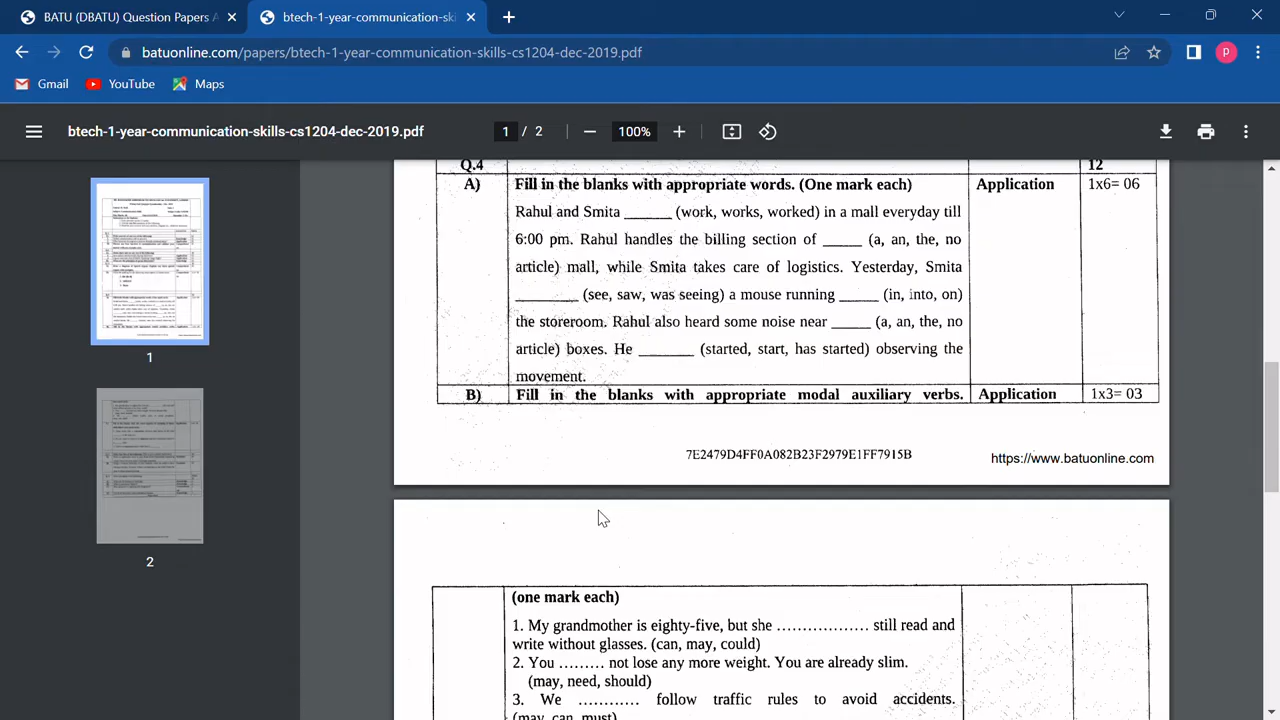 BATU (DBATU) Question Papers A
btech-1-year-communication-ski
batuonline.com/papers/btech-1-year-communication-skills-cs1204-dec-2019.pdf
P
Gmail YouTube Maps
btech-1-year-communication-skills-cs1204-dec-2019.pdf
1 / 2
100%
Q.4 12
A) Fill in the blanks with appropriate words. (One mark each) Application 1x6= 06
Rahul and Smita ______ (work, works, worked) in a mall everyday till
6:00 pm. Rahul handles the billing section of _____ (a, an, the, no
article) mall, while Smita takes care of logistics. Yesterday, Smita
________ (see, saw, was seeing) a mouse running _____ (in, into, on)
the storeroom. Rahul also heard some noise near _____ (a, an, the, no
article) boxes. He _______ (started, start, has started) observing the
movement.
B) Fill in the blanks with appropriate modal auxiliary verbs. Application 1x3= 03
7E2479D4FF0A082B23F2979E1FF7915B
https://www.batuonline.com
(one mark each)
1. My grandmother is eighty-five, but she .................. still read and
write without glasses. (can, may, could)
2. You ......... not lose any more weight. You are already slim.
(may, need, should)
3. We ............ follow traffic rules to avoid accidents.
(may, can, must)
1
2